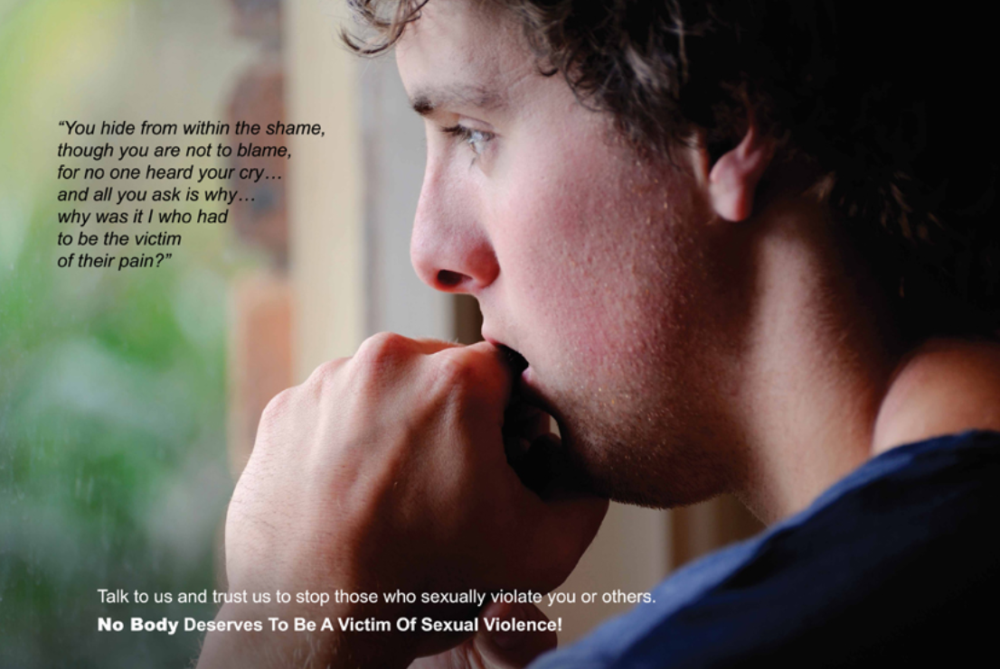 “You hide from within the shame,
though you are not to blame,
for no one heard your cry…
and all you ask is why…
why was it I who had
to be the victim
of their pain?”
Talk to us and trust us to stop those who sexually violate you or others.
No Body Deserves To Be A Victim Of Sexual Violence!